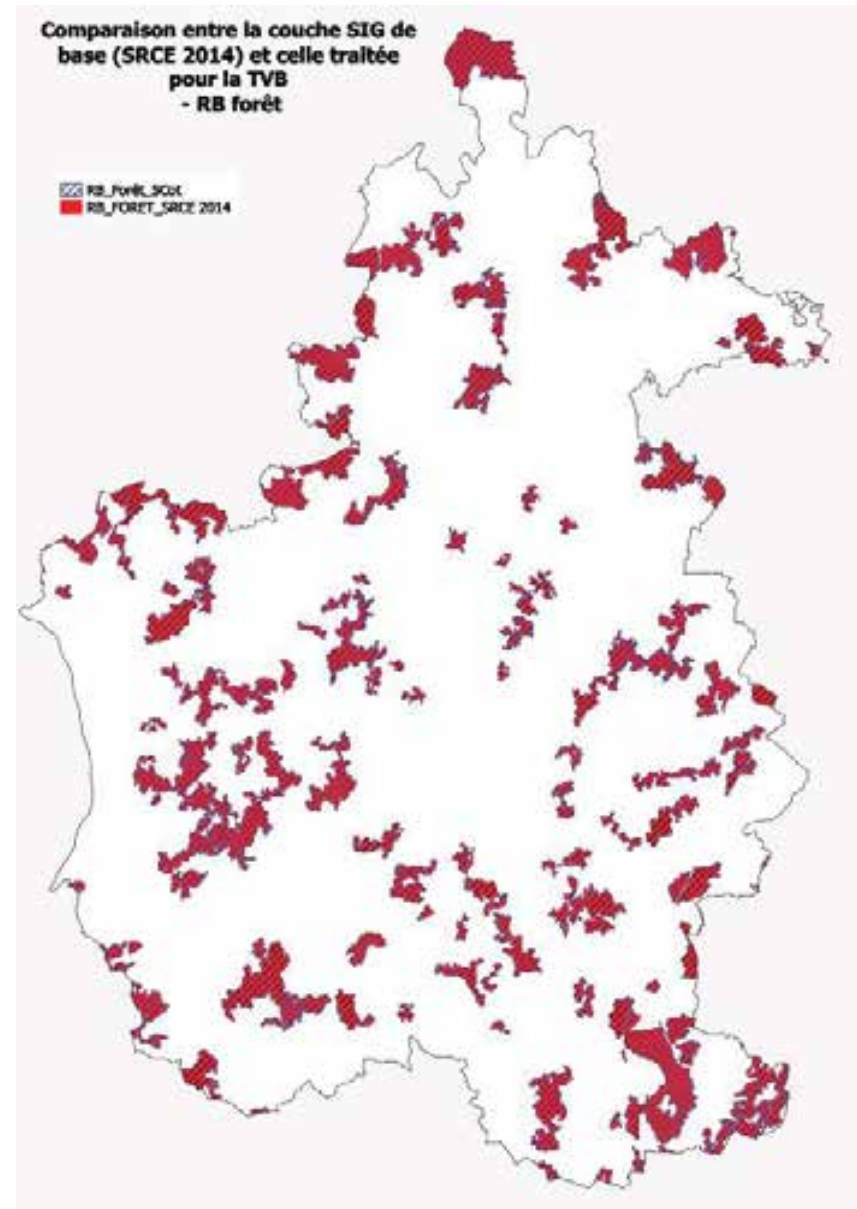 Comparaison entre la couche SIG de
base (SRCE 2014) et celle traitée
pour la TVB
- RB forêt
RB_Forêt_SCot
RB_FORET_SRCE 2014